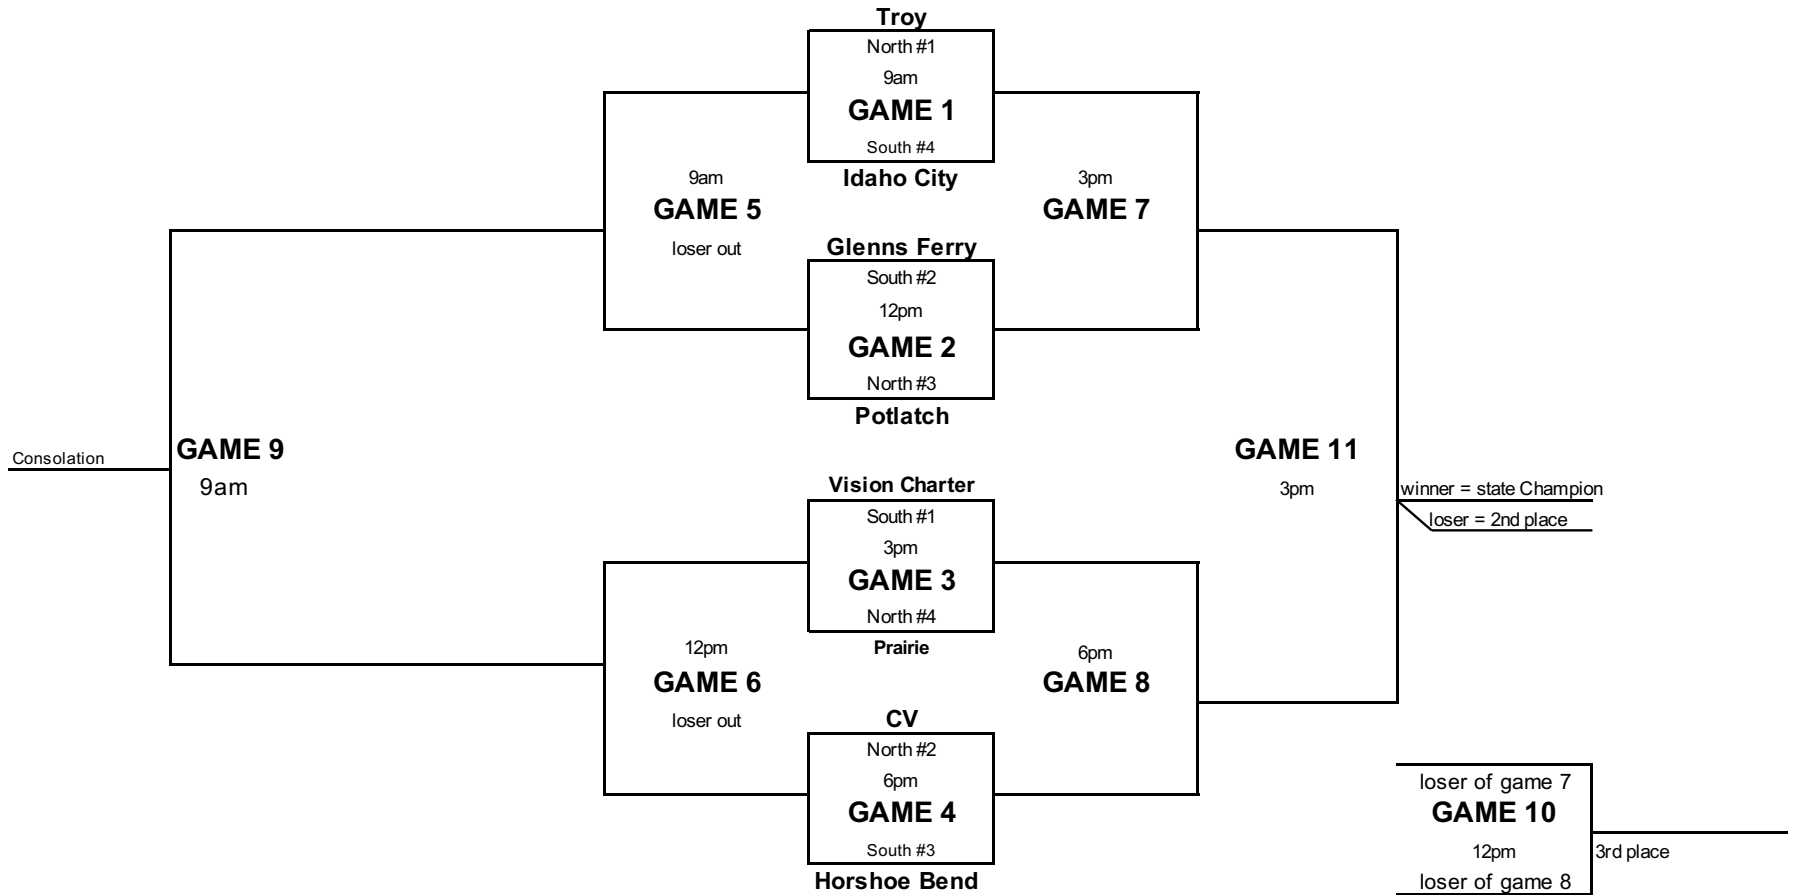 Troy
North #1
9am
GAME 1
South #4
Idaho City
9am
GAME 5
loser out
3pm
GAME 7
Glenns Ferry
South #2
12pm
GAME 2
North #3
Potlatch
Consolation
GAME 9
9am
GAME 11
3pm
winner = state Champion
loser = 2nd place
Vision Charter
South #1
3pm
GAME 3
North #4
Prairie
12pm
GAME 6
loser out
6pm
GAME 8
CV
North #2
6pm
GAME 4
South #3
Horshoe Bend
loser of game 7
GAME 10
12pm
3rd place
loser of game 8